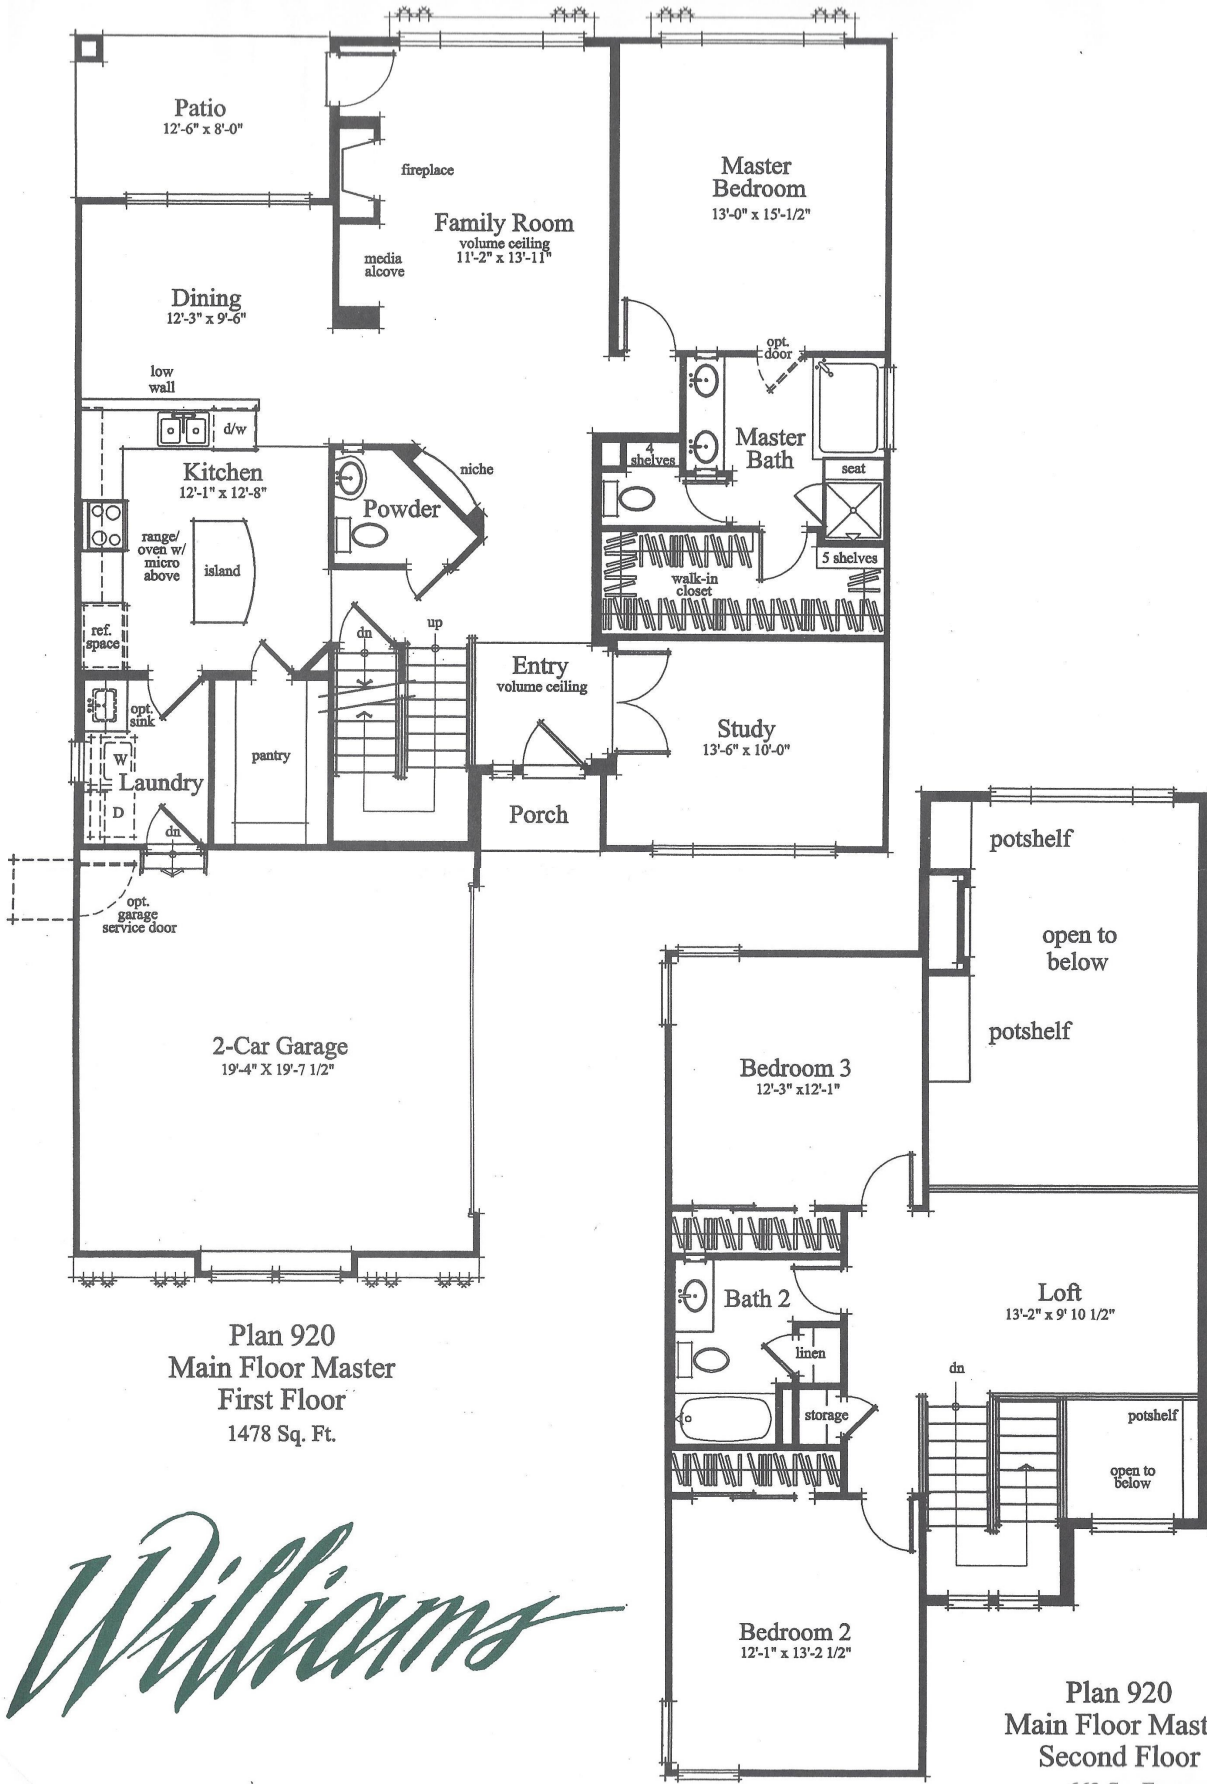 Patio
12'-6" x 8'-0"
fireplace
Family Room
volume ceiling
11'-2" x 13'-11"
media
alcove
Master
Bedroom
13'-0" x 15'-1/2"
Dining
12'-3" x 9'-6"
low
wall
d/w
Kitchen
12'-1" x 12'-8"
range/
oven w/
micro
above
island
ref.
space
niche
Powder
opt.
door
Master
Bath
4
shelves
seat
5 shelves
walk-in
closet
dn
up
Entry
volume ceiling
Study
13'-6" x 10'-0"
opt.
sink
W
Laundry
D
dn
pantry
Porch
opt.
garage
service door
2-Car Garage
19'-4" X 19'-7 1/2"
Plan 920
Main Floor Master
First Floor
1478 Sq. Ft.
Williams
potshelf
open to
below
potshelf
Bedroom 3
12'-3" x12'-1"
Bath 2
linen
storage
Loft
13'-2" x 9' 10 1/2"
dn
potshelf
open to
below
Bedroom 2
12'-1" x 13'-2 1/2"
Plan 920
Main Floor Mast
Second Floor